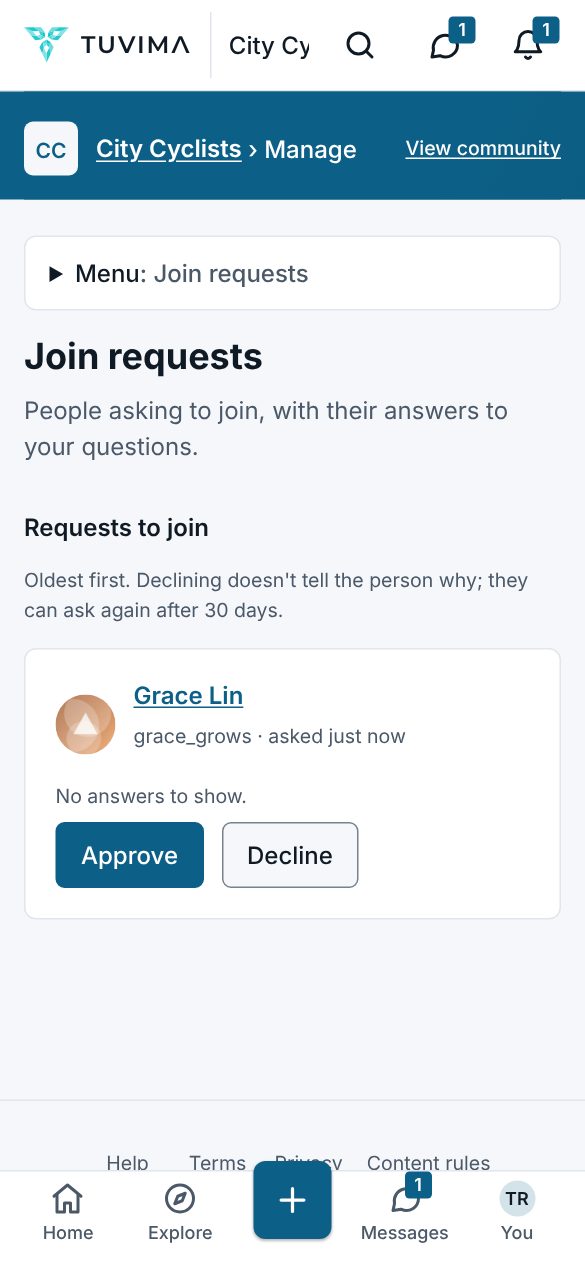 TUVIMA
City Cy
1
1
CC
City Cyclists › Manage
View community
Menu: Join requests
Join requests
People asking to join, with their answers to
your questions.
Requests to join
Oldest first. Declining doesn't tell the person why; they
can ask again after 30 days.
Grace Lin
grace_grows · asked just now
No answers to show.
Approve
Decline
Help Terms Privacy Content rules
1
TR
Home Explore Messages You